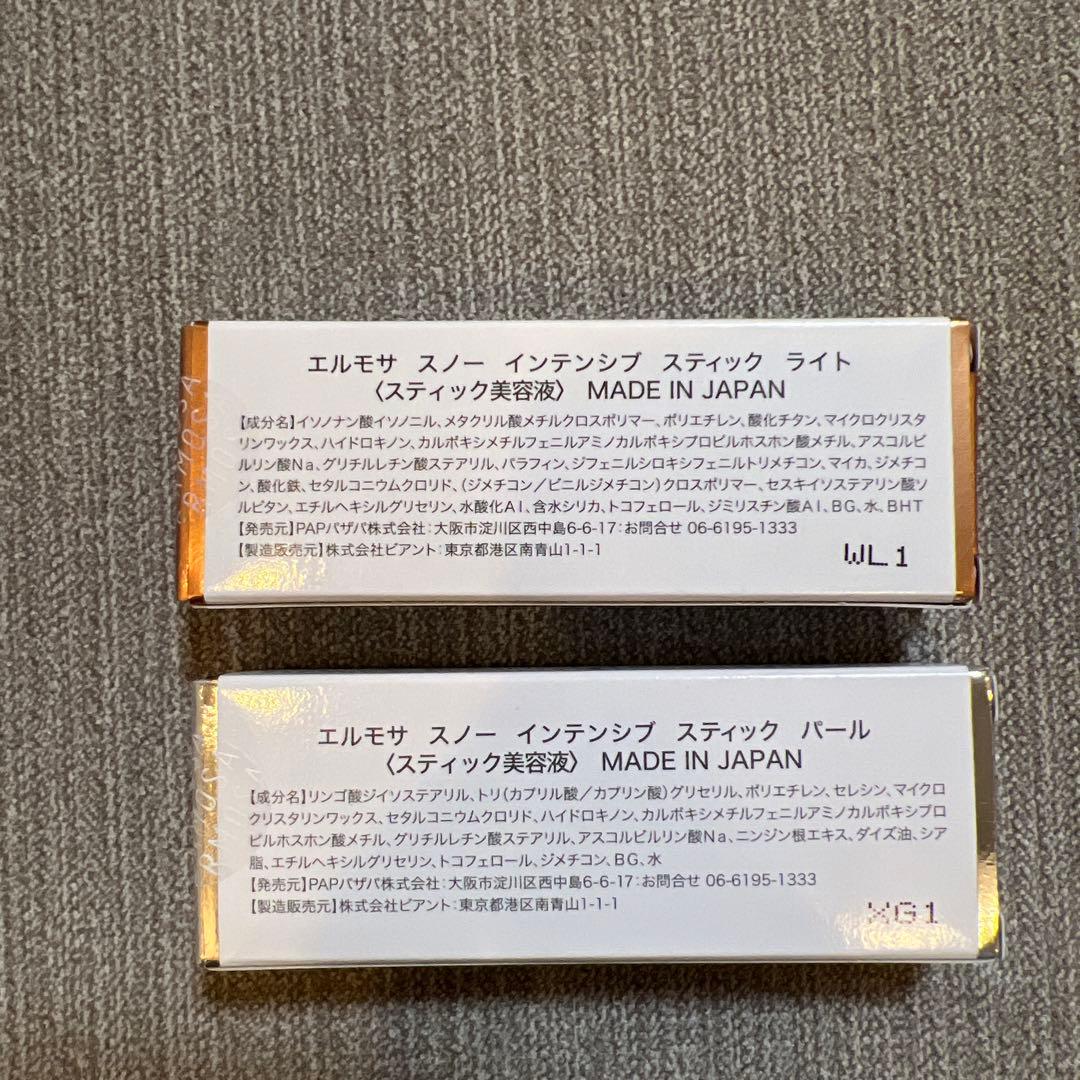 エルモサ スノー インテンシブ スティック ライト
〈スティック美容液〉 MADE IN JAPAN
【成分名】イソノナン酸イソノニル、メタクリル酸メチルクロスポリマー、ポリエチレン、酸化チタン、マイクロクリスタ
リンワックス、ハイドロキノン、カルボキシメチルフェニルアミノカルボキシプロピルホスホン酸メチル、アスコルビ
ルリン酸Na、グリチルレチン酸ステアリル、パラフィン、ジフェニルシロキシフェニルトリメチコン、マイカ、ジメチコ
ン、酸化鉄、セタルコニウムクロリド、(ジメチコン/ビニルジメチコン)クロスポリマー、セスキイソステアリン酸ソ
ルビタン、エチルヘキシルグリセリン、水酸化Al、含水シリカ、トコフェロール、ジミリスチン酸Al、BG、水、BHT
【発売元】PAPバザバ株式会社:大阪市淀川区西中島6-6-17:お問合せ 06-6195-1333
【製造販売元】株式会社ビアント:東京都港区南青山1-1-1
WL1
エルモサ スノー インテンシブ スティック パール
〈スティック美容液〉 MADE IN JAPAN
【成分名】リンゴ酸ジイソステアリル、トリ(カプリル酸/カプリン酸)グリセリル、ポリエチレン、セレシン、マイクロ
クリスタリンワックス、セタルコニウムクロリド、ハイドロキノン、カルボキシメチルフェニルアミノカルボキシプロ
ピルホスホン酸メチル、グリチルレチン酸ステアリル、アスコルビルリン酸Na、ニンジン根エキス、ダイズ油、シア
脂、エチルヘキシルグリセリン、トコフェロール、ジメチコン、BG、水
【発売元】PAPバザバ株式会社:大阪市淀川区西中島6-6-17:お問合せ 06-6195-1333
【製造販売元】株式会社ビアント:東京都港区南青山1-1-1